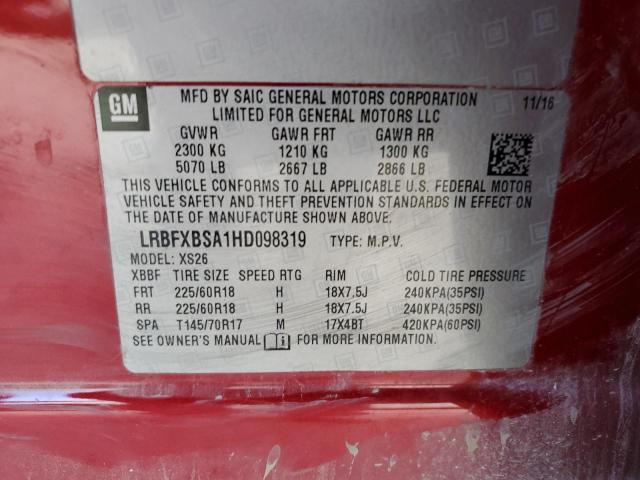 GM
MFD BY SAIC GENERAL MOTORS CORPORATION 11/16
LIMITED FOR GENERAL MOTORS LLC
GVWR GAWR FRT GAWR RR
2300 KG 1210 KG 1300 KG
5070 LB 2667 LB 2866 LB
THIS VEHICLE CONFORMS TO ALL APPLICABLE U.S. FEDERAL MOTOR
VEHICLE SAFETY AND THEFT PREVENTION STANDARDS IN EFFECT ON
THE DATE OF MANUFACTURE SHOWN ABOVE.
LRBFXBSA1HD098319 TYPE: M.P.V.
MODEL: XS26
XBBF TIRE SIZE SPEED RTG RIM COLD TIRE PRESSURE
FRT 225/60R18 H 18X7,5J 240KPA(35PSI)
RR 225/60R18 H 18X7,5J 240KPA(35PSI)
SPA T145/70R17 M 17X4BT 420KPA(60PSI)
SEE OWNER'S MANUAL i FOR MORE INFORMATION.